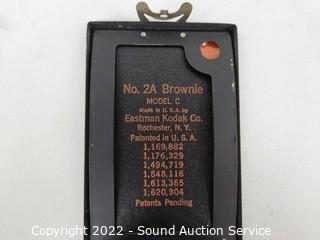 No. 2A Brownie
MODEL C
Made in U.S.A. by
Eastman Kodak Co.
Rochester, N. Y.
Patented in U. S. A.
1,169,882
1,176,329
1,494,719
1,548,116
1,613,365
1,620,304
Patents Pending
Copyright 2022 - Sound Auction Service